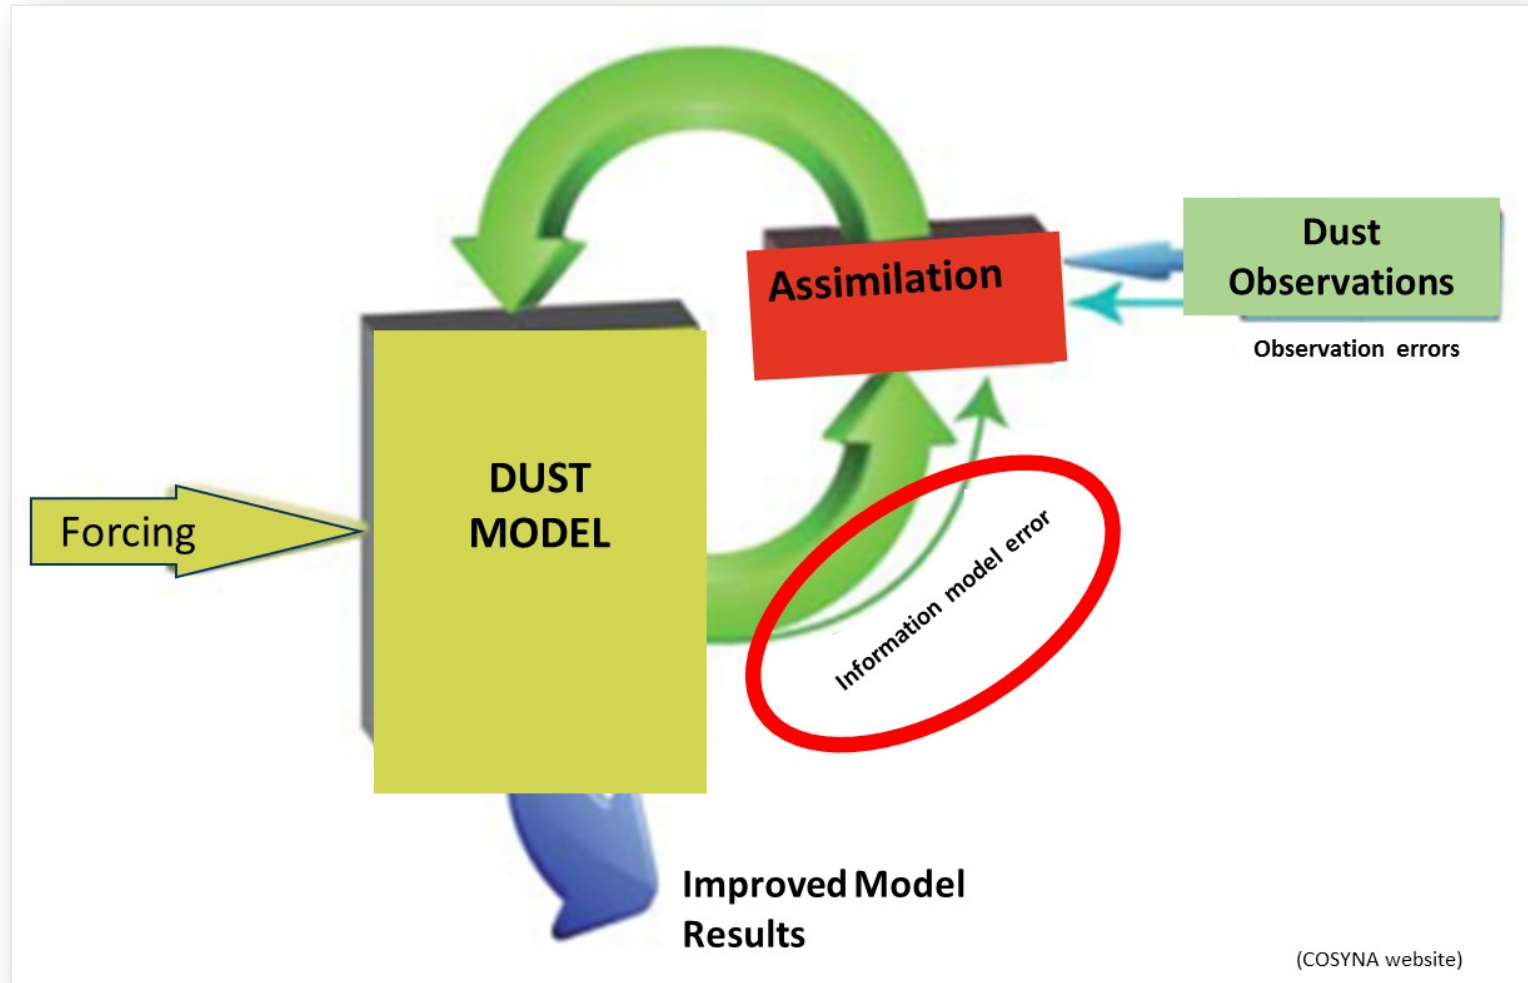 Dust
Observations
Assimilation
Observation errors
DUST
MODEL
Forcing
Information model error
Improved Model
Results
(COSYNA website)